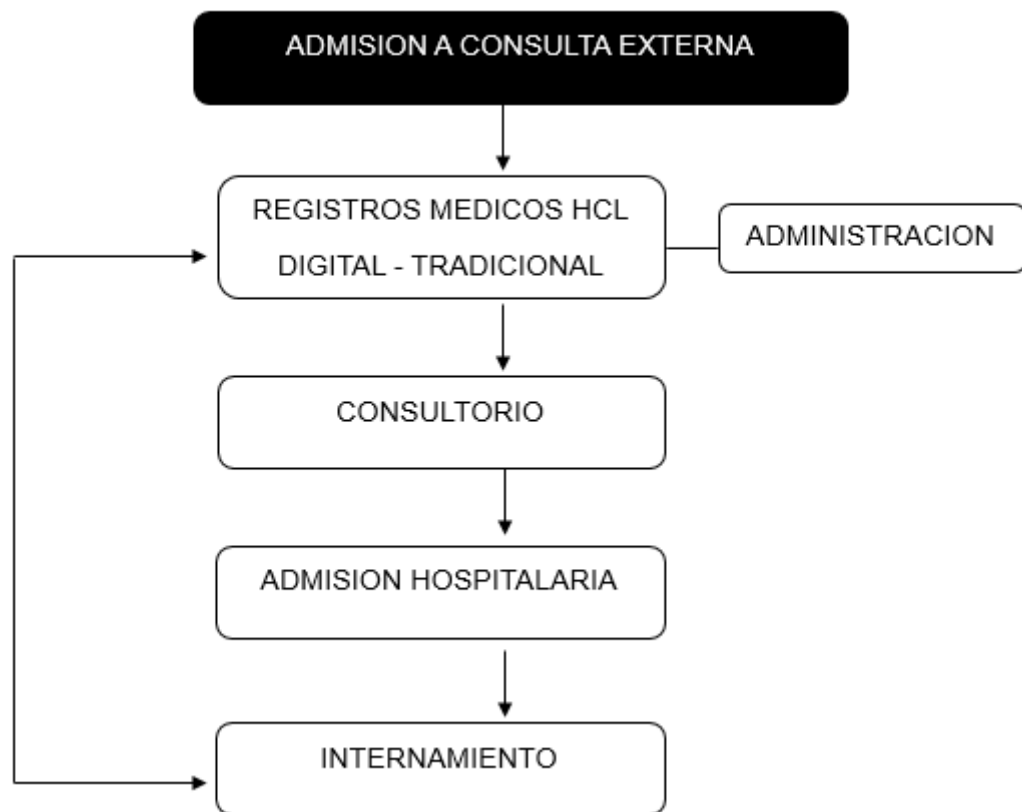 ADMISION A CONSULTA EXTERNA
REGISTROS MEDICOS HCL
DIGITAL - TRADICIONAL
ADMINISTRACION
CONSULTORIO
ADMISION HOSPITALARIA
INTERNAMIENTO